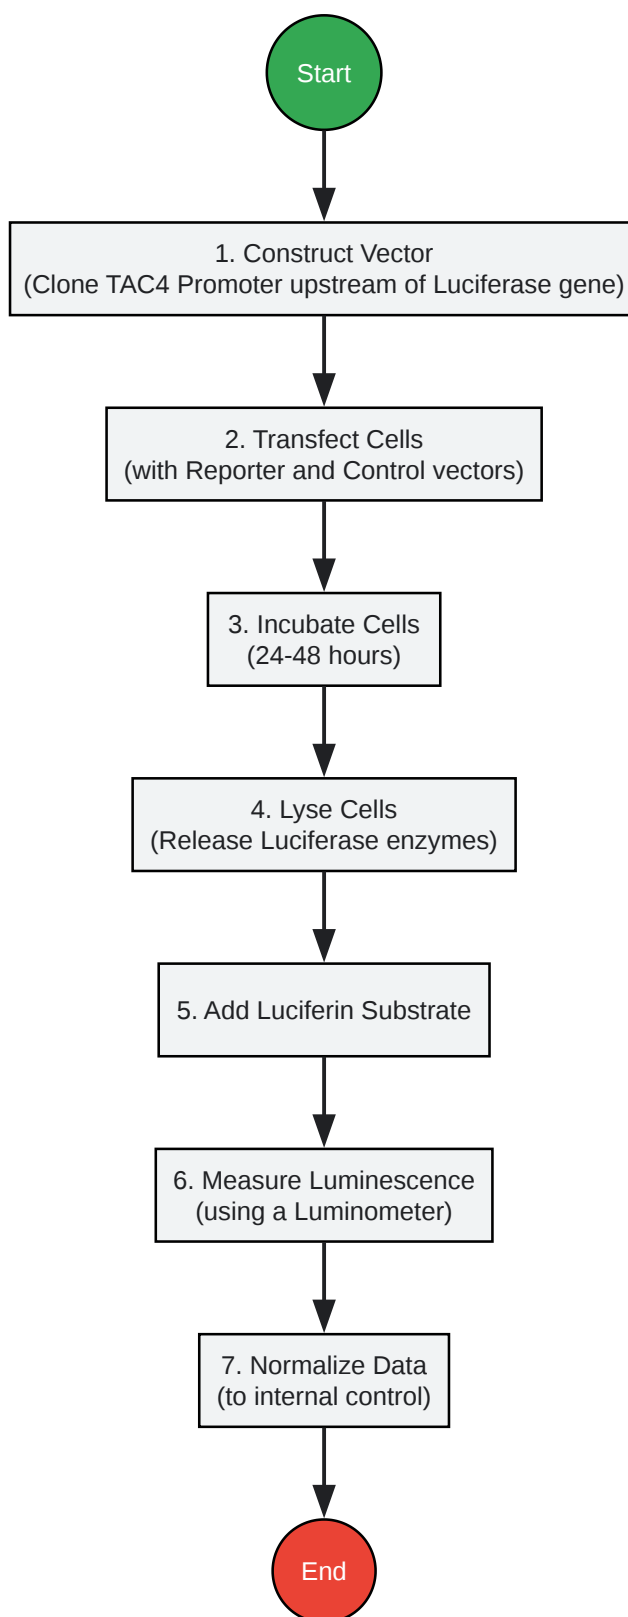 Start
1. Construct Vector
(Clone TAC4 Promoter upstream of Luciferase gene)
2. Transfect Cells
(with Reporter and Control vectors)
3. Incubate Cells
(24-48 hours)
4. Lyse Cells
(Release Luciferase enzymes)
5. Add Luciferin Substrate
6. Measure Luminescence
(using a Luminometer)
7. Normalize Data
(to internal control)
End